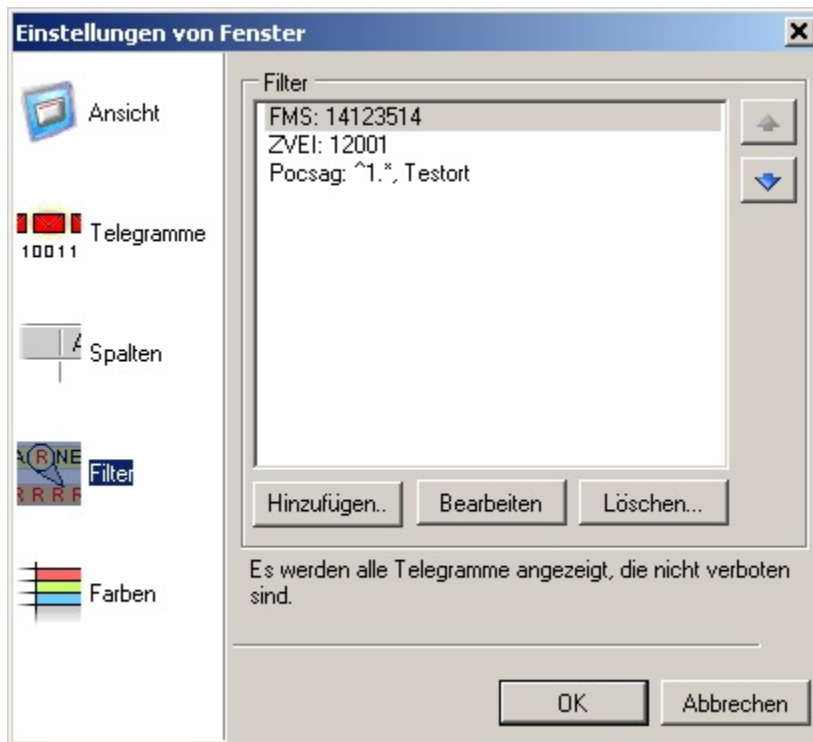 Einstellungen von Fenster
Ansicht
10011
Telegramme
Spalten
Filter
Farben
Filter
FMS: 14123514
ZVEI: 12001
Pocsag: ^1.*, Testort
Hinzufügen..
Bearbeiten
Löschen...
Es werden alle Telegramme angezeigt, die nicht verboten
sind.
OK
Abbrechen